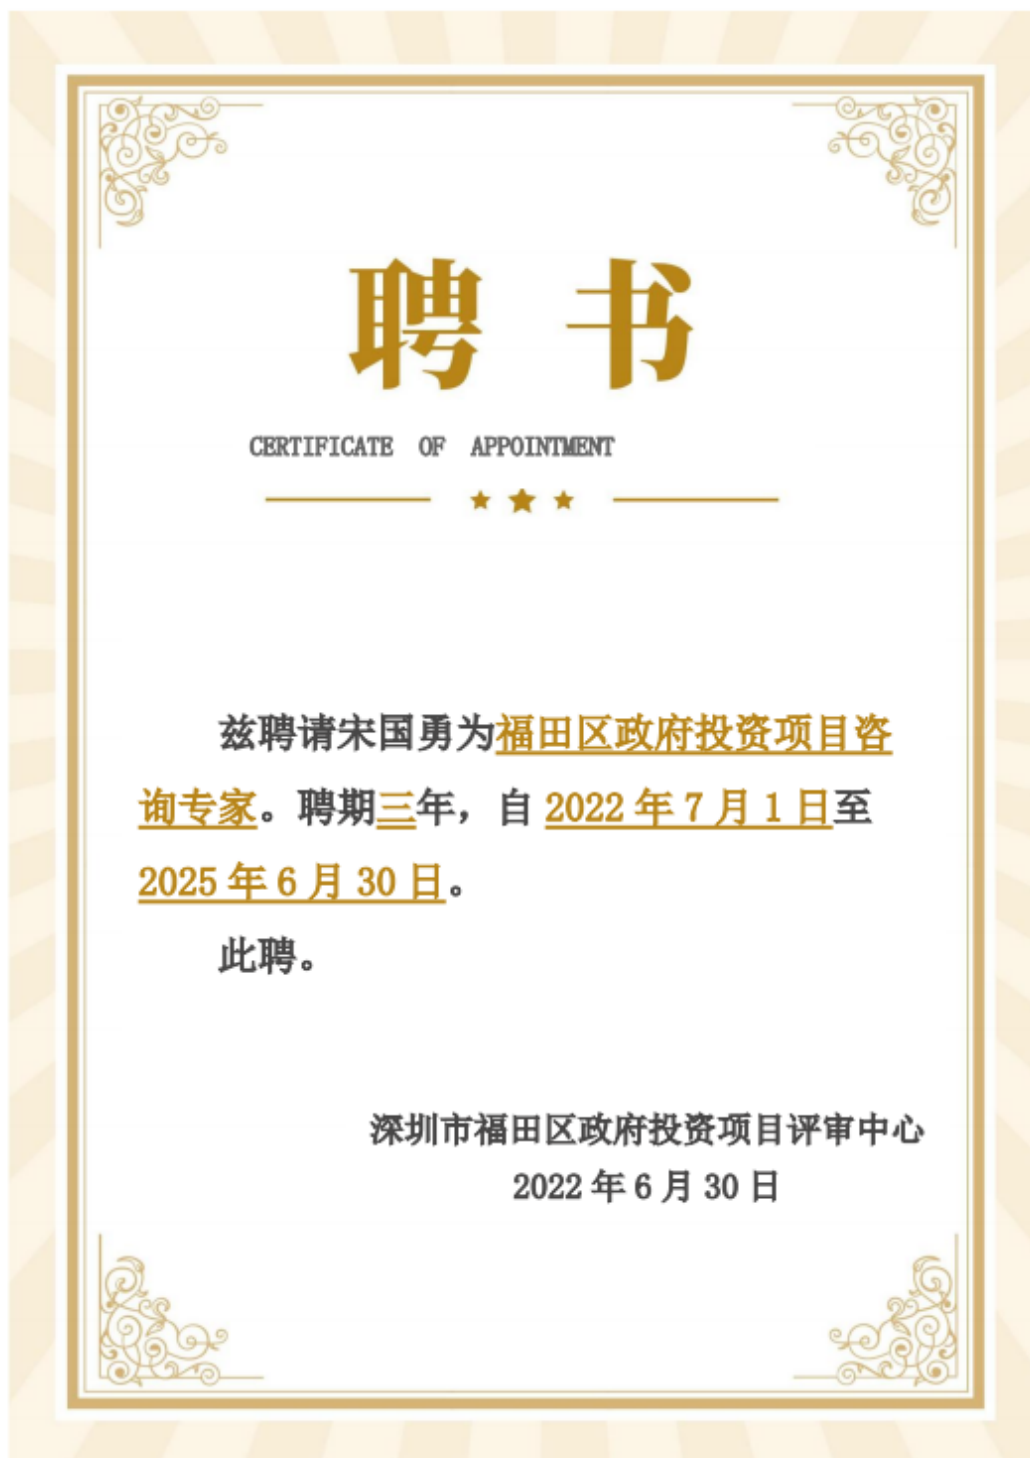 聘书
CERTIFICATE OF APPOINTMENT
兹聘请宋国勇为福田区政府投资项目咨
询专家。聘期三年，自 2022 年 7 月 1 日至
2025 年 6 月 30 日。
此聘。
深圳市福田区政府投资项目评审中心
2022 年 6 月 30 日